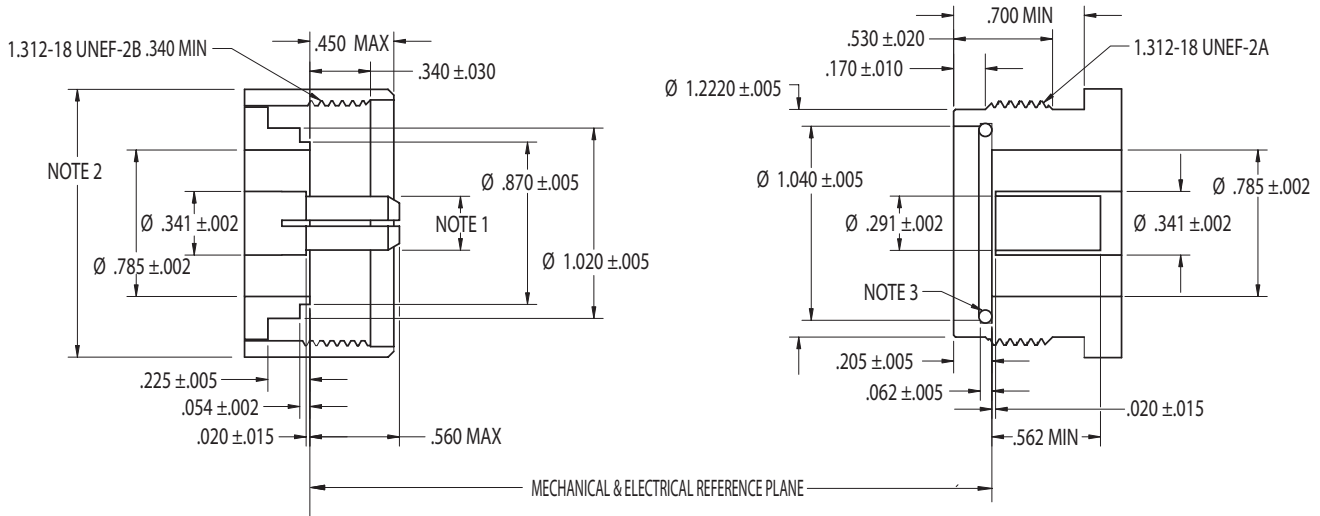 1.312-18 UNEF-2B .340 MIN
.450 MAX
.340 ±.030
NOTE 2
Ø .341 ±.002
Ø .785 ±.002
Ø .870 ±.005
NOTE 1
Ø 1.020 ±.005
.225 ±.005
.054 ±.002
.020 ±.015
.560 MAX
.700 MIN
.530 ±.020
.170 ±.010
1.312-18 UNEF-2A
Ø 1.2220 ±.005
Ø 1.040 ±.005
Ø .291 ±.002
NOTE 3
Ø .785 ±.002
Ø .341 ±.002
.205 ±.005
.062 ±.005
.020 ±.015
.562 MIN
MECHANICAL & ELECTRICAL REFERENCE PLANE